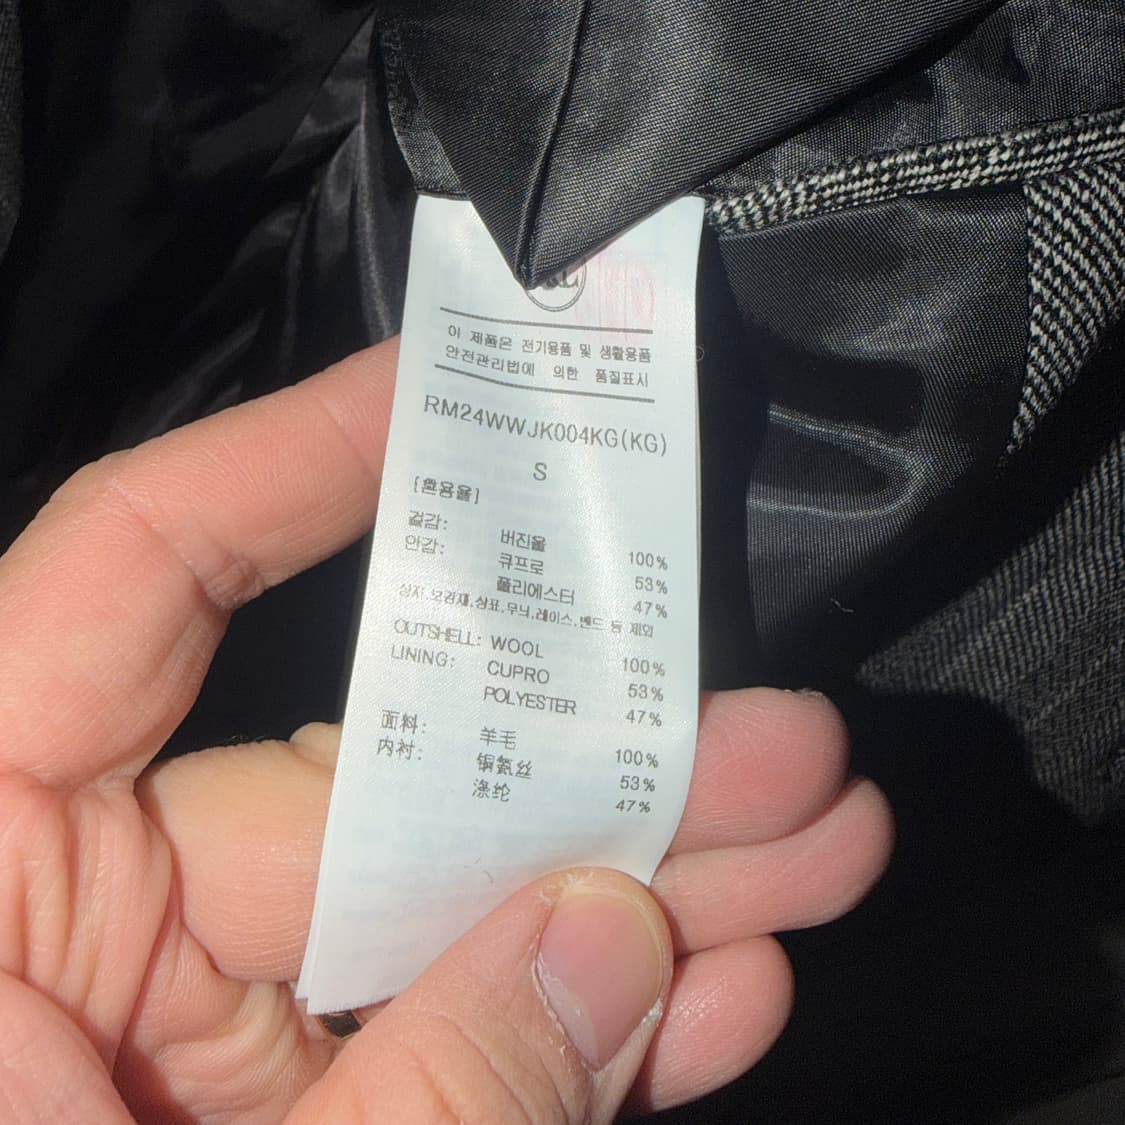 이 제품은 전기용품 및 생활용품
안전관리법에 의한 품질표시
RM24WWJK004KG(KG)
S
[혼용율]
겉감: 버진울 100%
안감: 큐프로 53%
폴리에스터 47%
상자.모자재.상표.무늬.레이스.밴드 등 제외
OUTSHELL: WOOL 100%
LINING: CUPRO 53%
POLYESTER 47%
面料: 羊毛 100%
内衬: 铜氨丝 53%
涤纶 47%